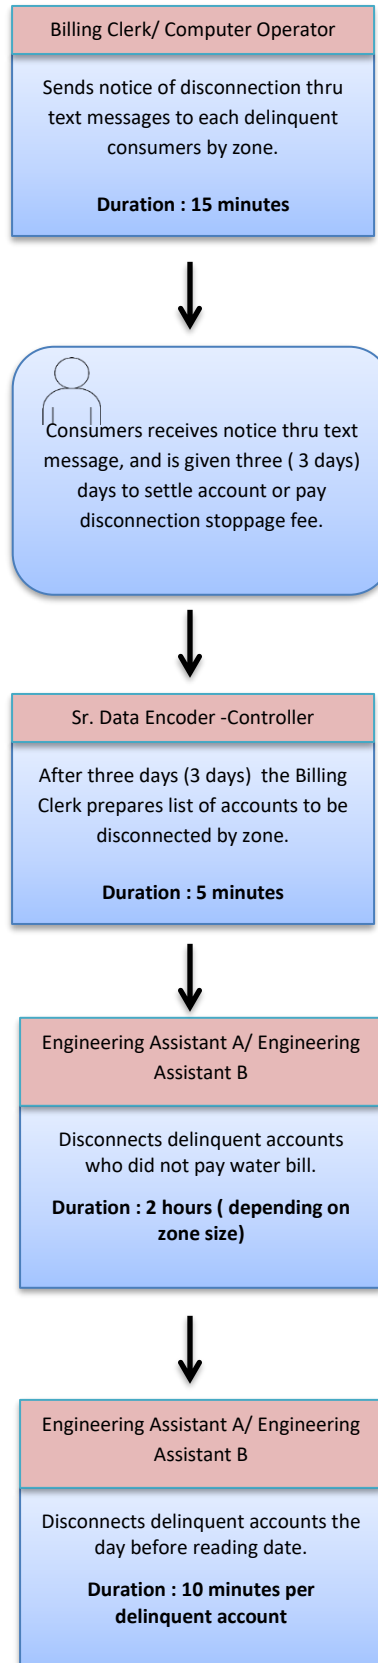 Billing Clerk/ Computer Operator
Sends notice of disconnection thru
text messages to each delinquent
consumers by zone.
Duration : 15 minutes
Consumers receives notice thru text
message, and is given three ( 3 days)
days to settle account or pay
disconnection stoppage fee.
Sr. Data Encoder -Controller
After three days (3 days) the Billing
Clerk prepares list of accounts to be
disconnected by zone.
Duration : 5 minutes
Engineering Assistant A/ Engineering
Assistant B
Disconnects delinquent accounts
who did not pay water bill.
Duration : 2 hours ( depending on
zone size)
Engineering Assistant A/ Engineering
Assistant B
Disconnects delinquent accounts the
day before reading date.
Duration : 10 minutes per
delinquent account